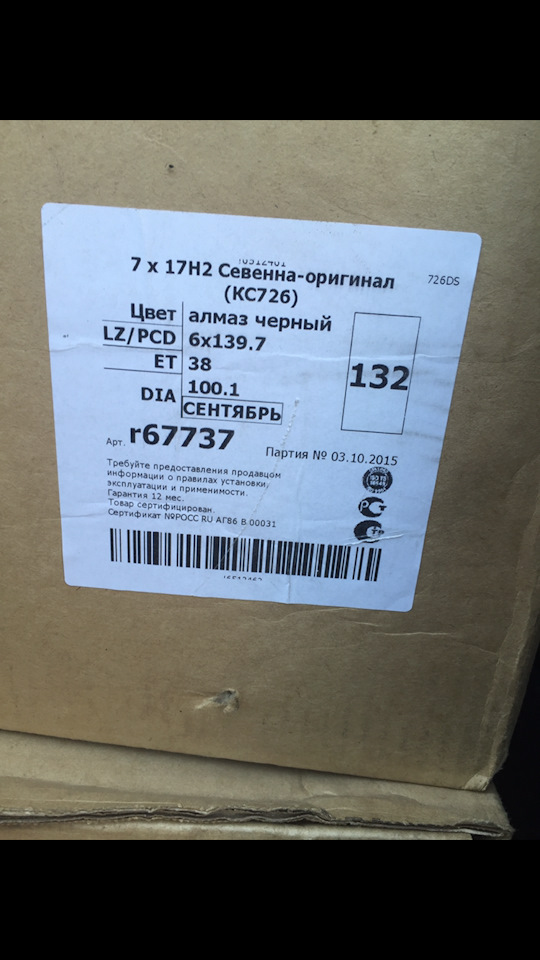 7 x 17H2 Севенна-оригинал
(КС726)
726DS
Цвет алмаз черный
LZ/PCD 6x139.7
ET 38
DIA 100.1
СЕНТЯБРЬ
132
Арт. r67737
Партия № 03.10.2015
Требуйте предоставления продавцом
информации о правилах установки,
эксплуатации и применимости.
Гарантия 12 мес.
Товар сертифицирован.
Сертификат №РОСС RU АГ86 В 00031